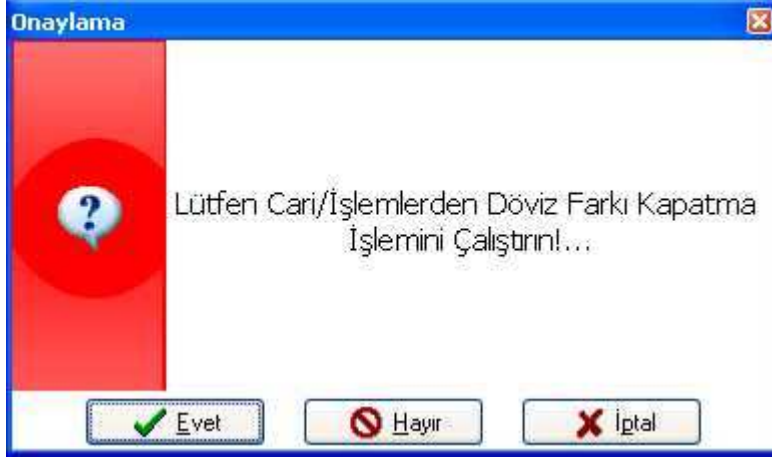 Onaylama
Lütfen Cari/İşlemlerden Döviz Farkı Kapatma
İşlemini Çalıştırın!...
Evet
Hayır
İptal